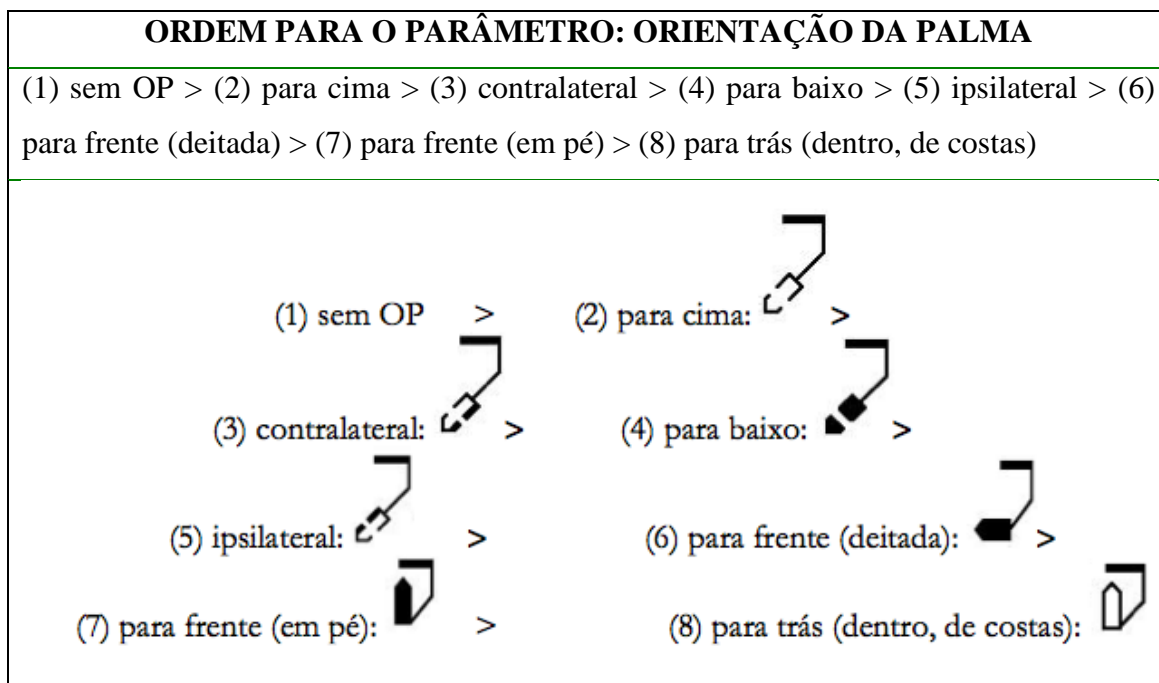 ORDEM PARA O PARÂMETRO: ORIENTAÇÃO DA PALMA
(1) sem OP > (2) para cima > (3) contralateral > (4) para baixo > (5) ipsilateral > (6)
para frente (deitada) > (7) para frente (em pé) > (8) para trás (dentro, de costas)
(1) sem OP > (2) para cima: >
(3) contralateral: > (4) para baixo: >
(5) ipsilateral: > (6) para frente (deitada): >
(7) para frente (em pé): > (8) para trás (dentro, de costas):